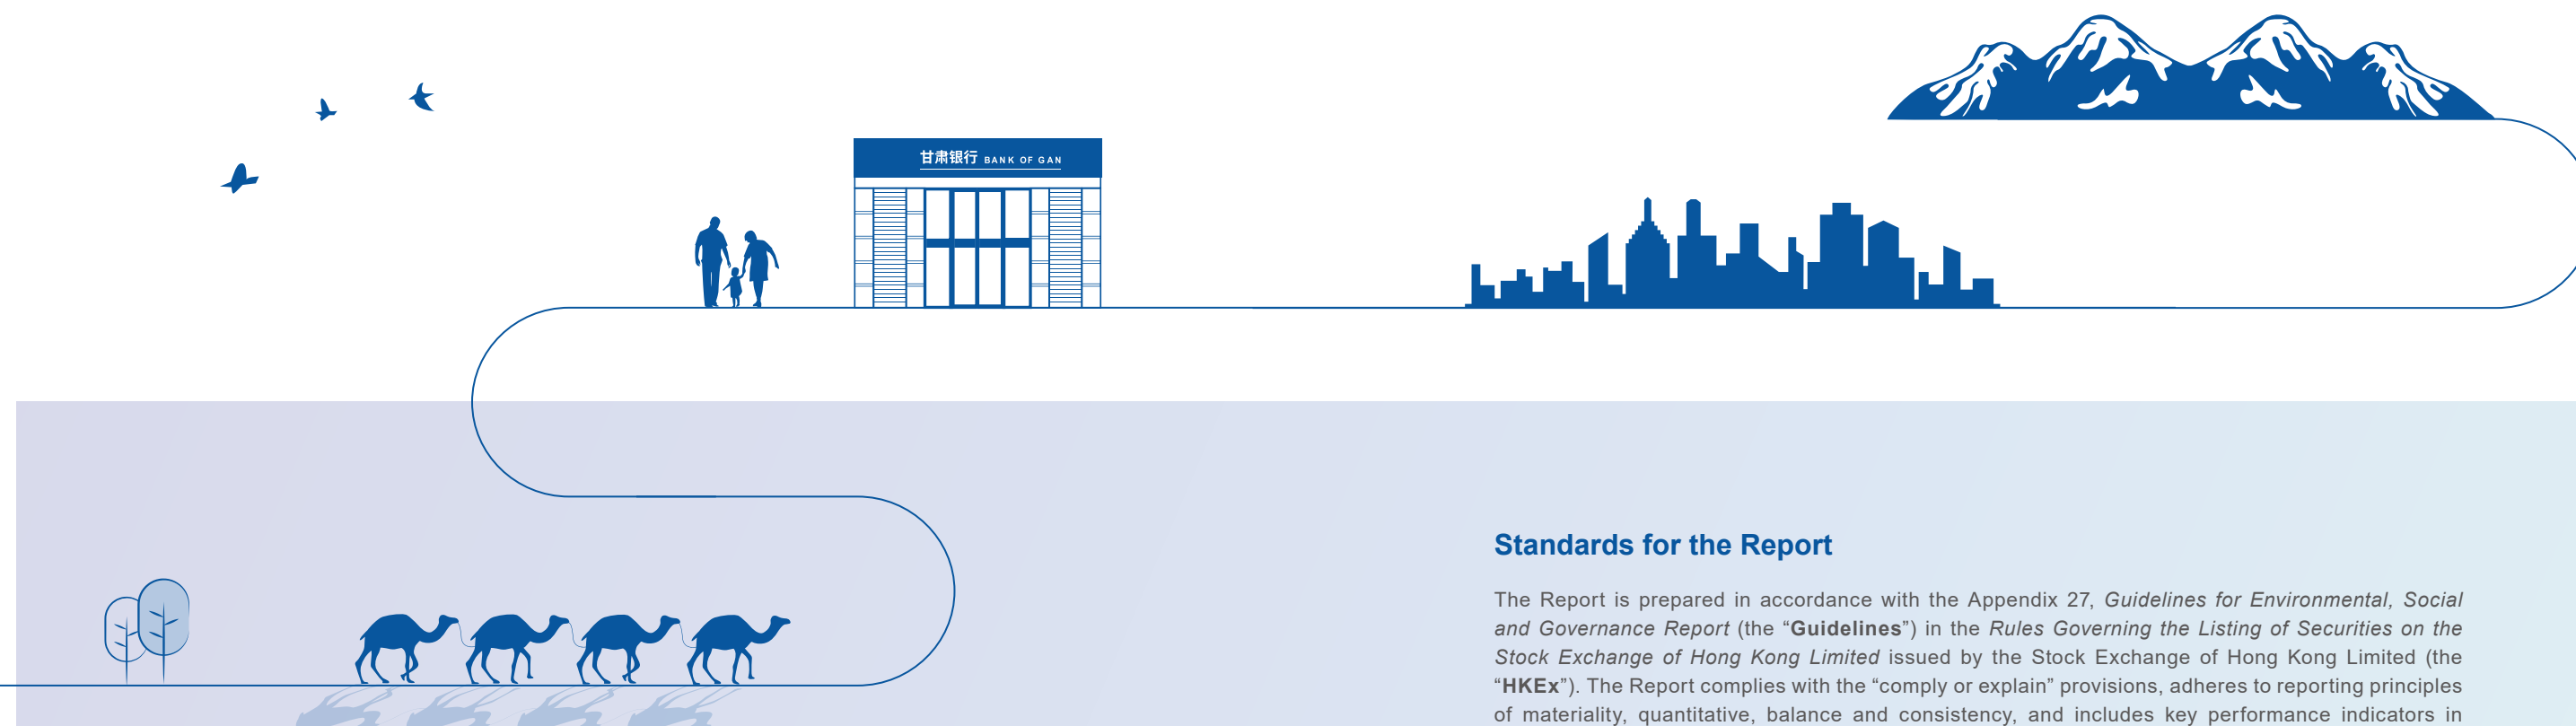 甘肃银行 BANK OF GAN
Standards for the Report
The Report is prepared in accordance with the Appendix 27, Guidelines for Environmental, Social
and Governance Report (the “Guidelines”) in the Rules Governing the Listing of Securities on the
Stock Exchange of Hong Kong Limited issued by the Stock Exchange of Hong Kong Limited (the
“HKEx”). The Report complies with the “comply or explain” provisions, adheres to reporting principles
of materiality, quantitative, balance and consistency, and includes key performance indicators in